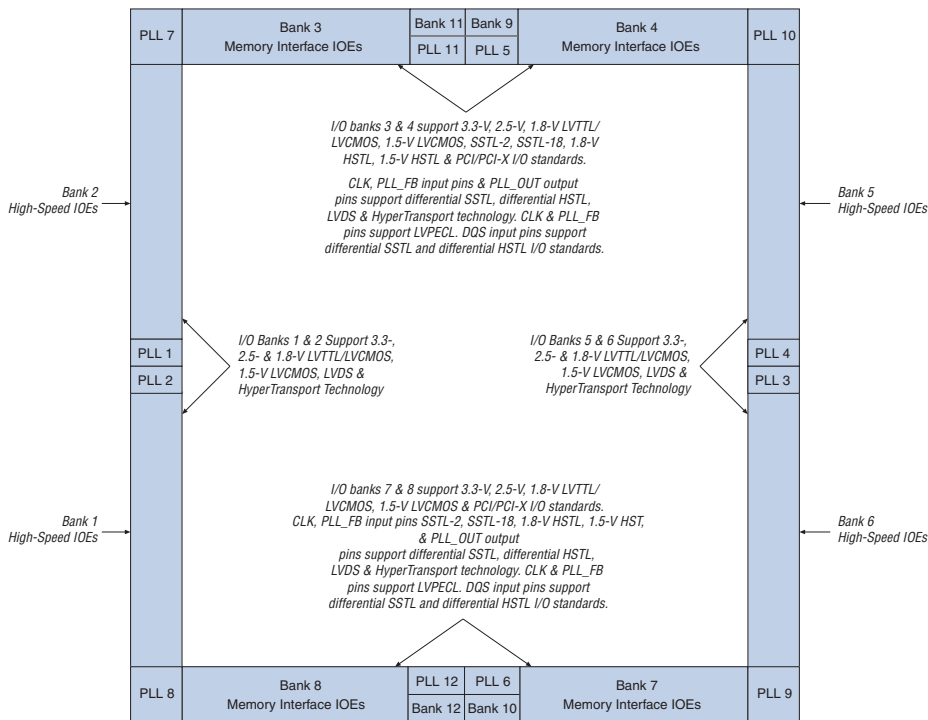 PLL 7
Bank 3
Memory Interface IOEs
Bank 11
Bank 9
PLL 11
PLL 5
Bank 4
Memory Interface IOEs
PLL 10
I/O banks 3 & 4 support 3.3-V, 2.5-V, 1.8-V LVTTL/
LVCMOS, 1.5-V LVCMOS, SSTL-2, SSTL-18, 1.8-V
HSTL, 1.5-V HSTL & PCI/PCI-X I/O standards.
CLK, PLL_FB input pins & PLL_OUT output
pins support differential SSTL, differential HSTL,
LVDS & HyperTransport technology. CLK & PLL_FB
pins support LVPECL. DQS input pins support
differential SSTL and differential HSTL I/O standards.
Bank 2
High-Speed IOEs
Bank 5
High-Speed IOEs
PLL 1
PLL 2
I/O Banks 1 & 2 Support 3.3-,
2.5- & 1.8-V LVTTL/LVCMOS,
1.5-V LVCMOS, LVDS &
HyperTransport Technology
I/O Banks 5 & 6 Support 3.3-,
2.5- & 1.8-V LVTTL/LVCMOS,
1.5-V LVCMOS, LVDS &
HyperTransport Technology
PLL 4
PLL 3
I/O banks 7 & 8 support 3.3-V, 2.5-V, 1.8-V LVTTL/
LVCMOS, 1.5-V LVCMOS & PCI/PCI-X I/O standards.
CLK, PLL_FB input pins SSTL-2, SSTL-18, 1.8-V HSTL, 1.5-V HST,
& PLL_OUT output
pins support differential SSTL, differential HSTL,
LVDS & HyperTransport technology. CLK & PLL_FB
pins support LVPECL. DQS input pins support
differential SSTL and differential HSTL I/O standards.
Bank 1
High-Speed IOEs
Bank 6
High-Speed IOEs
PLL 8
Bank 8
Memory Interface IOEs
PLL 12
PLL 6
Bank 12
Bank 10
Bank 7
Memory Interface IOEs
PLL 9